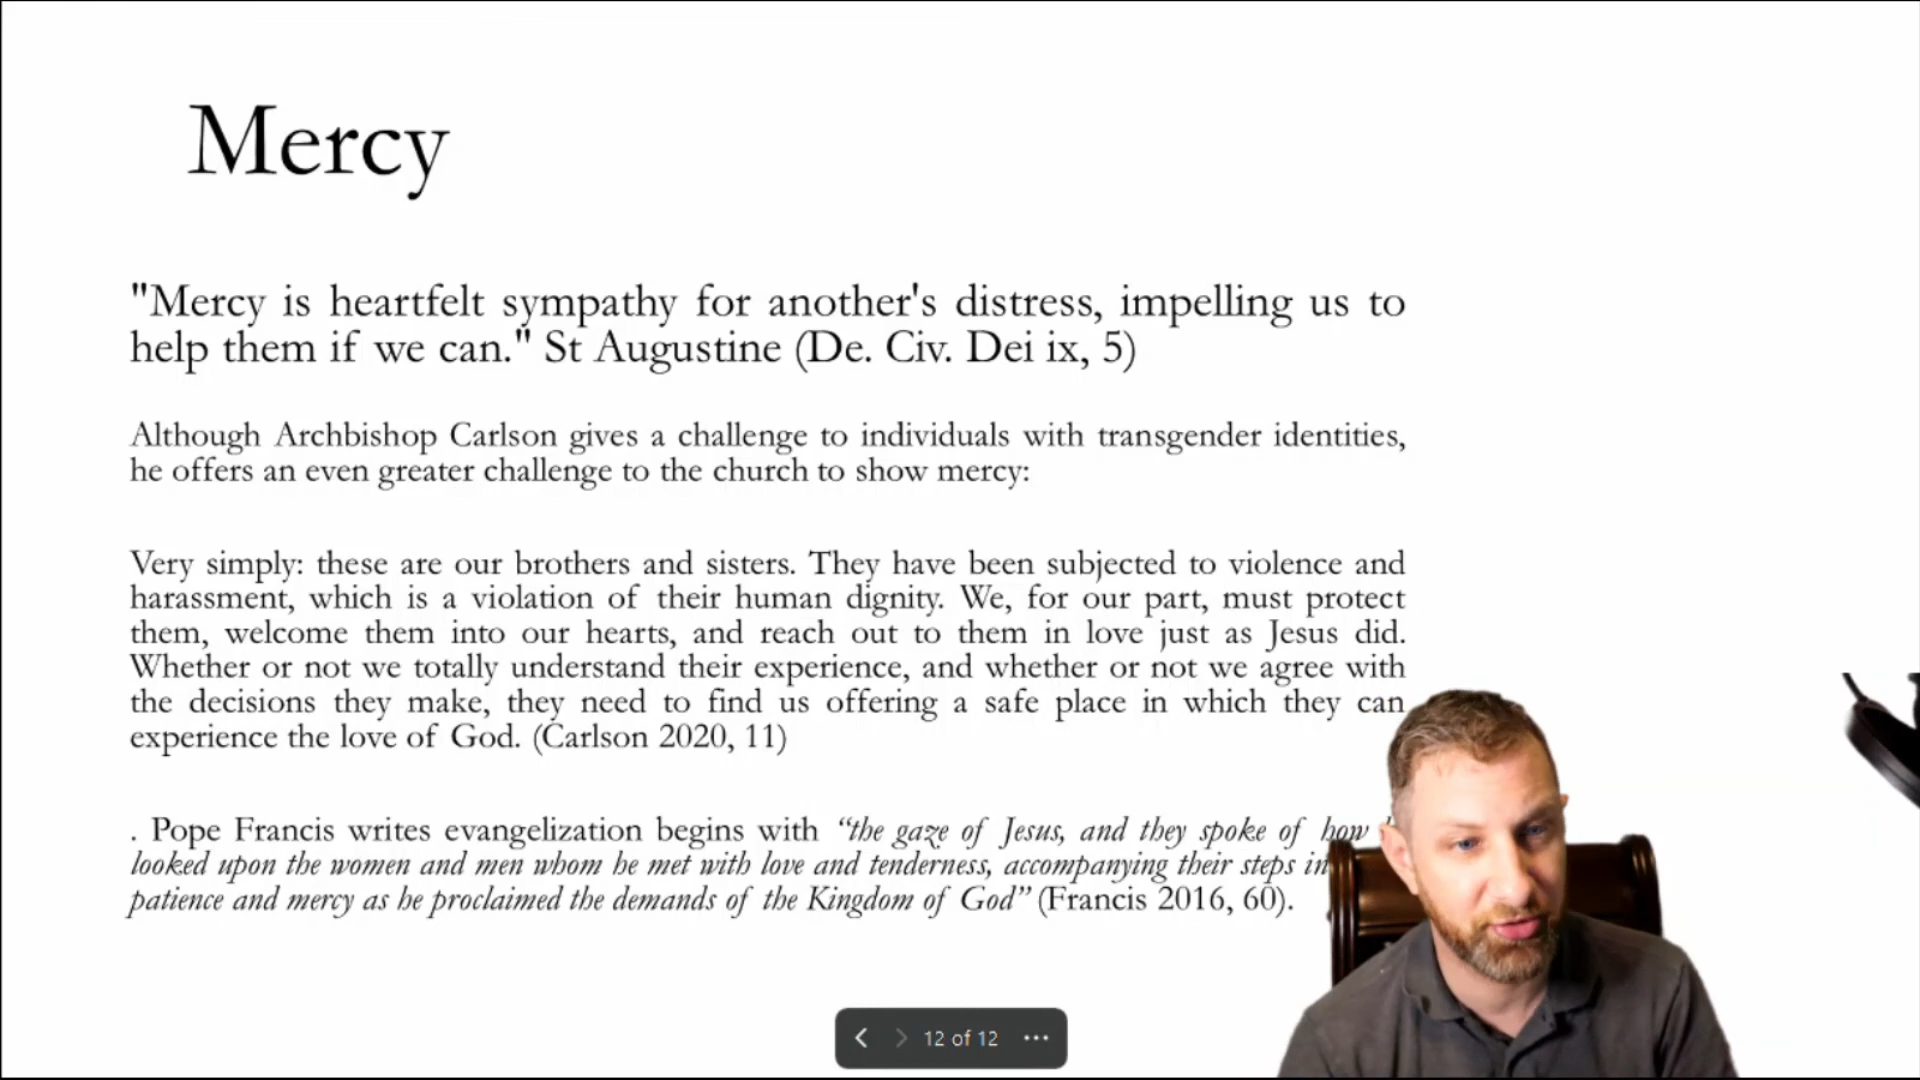 Mercy
"Mercy is heartfelt sympathy for another's distress, impelling us to
help them if we can." St Augustine (De. Civ. Dei ix, 5)
Although Archbishop Carlson gives a challenge to individuals with transgender identities,
he offers an even greater challenge to the church to show mercy:
Very simply: these are our brothers and sisters. They have been subjected to violence and
harassment, which is a violation of their human dignity. We, for our part, must protect
them, welcome them into our hearts, and reach out to them in love just as Jesus did.
Whether or not we totally understand their experience, and whether or not we agree with
the decisions they make, they need to find us offering a safe place in which they can
experience the love of God. (Carlson 2020, 11)
. Pope Francis writes evangelization begins with “the gaze of Jesus, and they spoke of how
looked upon the women and men whom he met with love and tenderness, accompanying their steps in
patience and mercy as he proclaimed the demands of the Kingdom of God” (Francis 2016, 60).
12 of 12